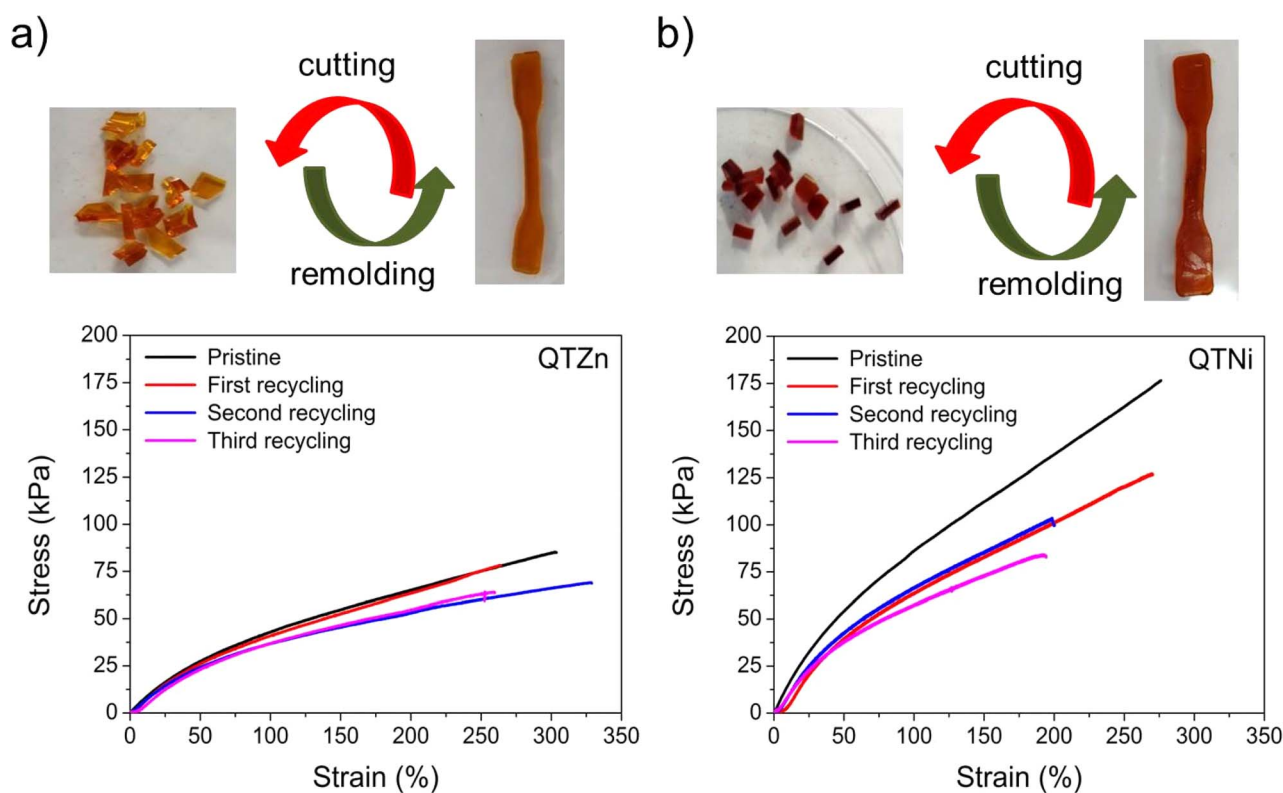 a)
cutting
remolding
b)
cutting
remolding
200
175
150
125
100
75
50
25
0
Stress (kPa)
Pristine
First recycling
Second recycling
Third recycling
QTZn
0 50 100 150 200 250 300 350
Strain (%)
200
175
150
125
100
75
50
25
0
Stress (kPa)
Pristine
First recycling
Second recycling
Third recycling
QTNi
0 50 100 150 200 250 300 350
Strain (%)